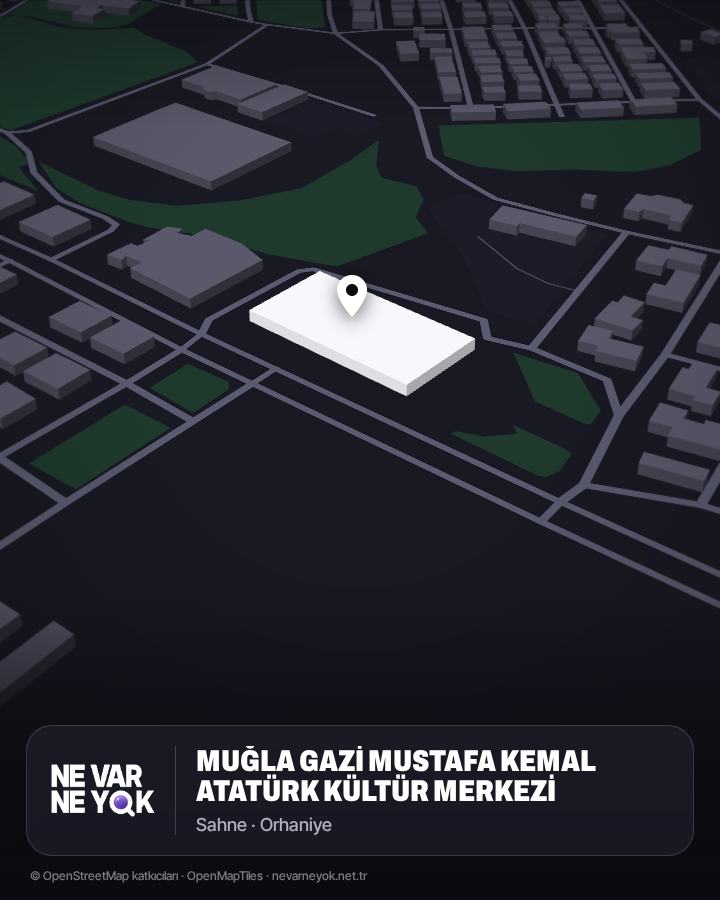 NE VAR
NE YOK
MUĞLA GAZİ MUSTAFA KEMAL
ATATÜRK KÜLTÜR MERKEZİ
Sahne · Orhaniye
© OpenStreetMap katkıcıları · OpenMapTiles · nevarneyok.net.tr